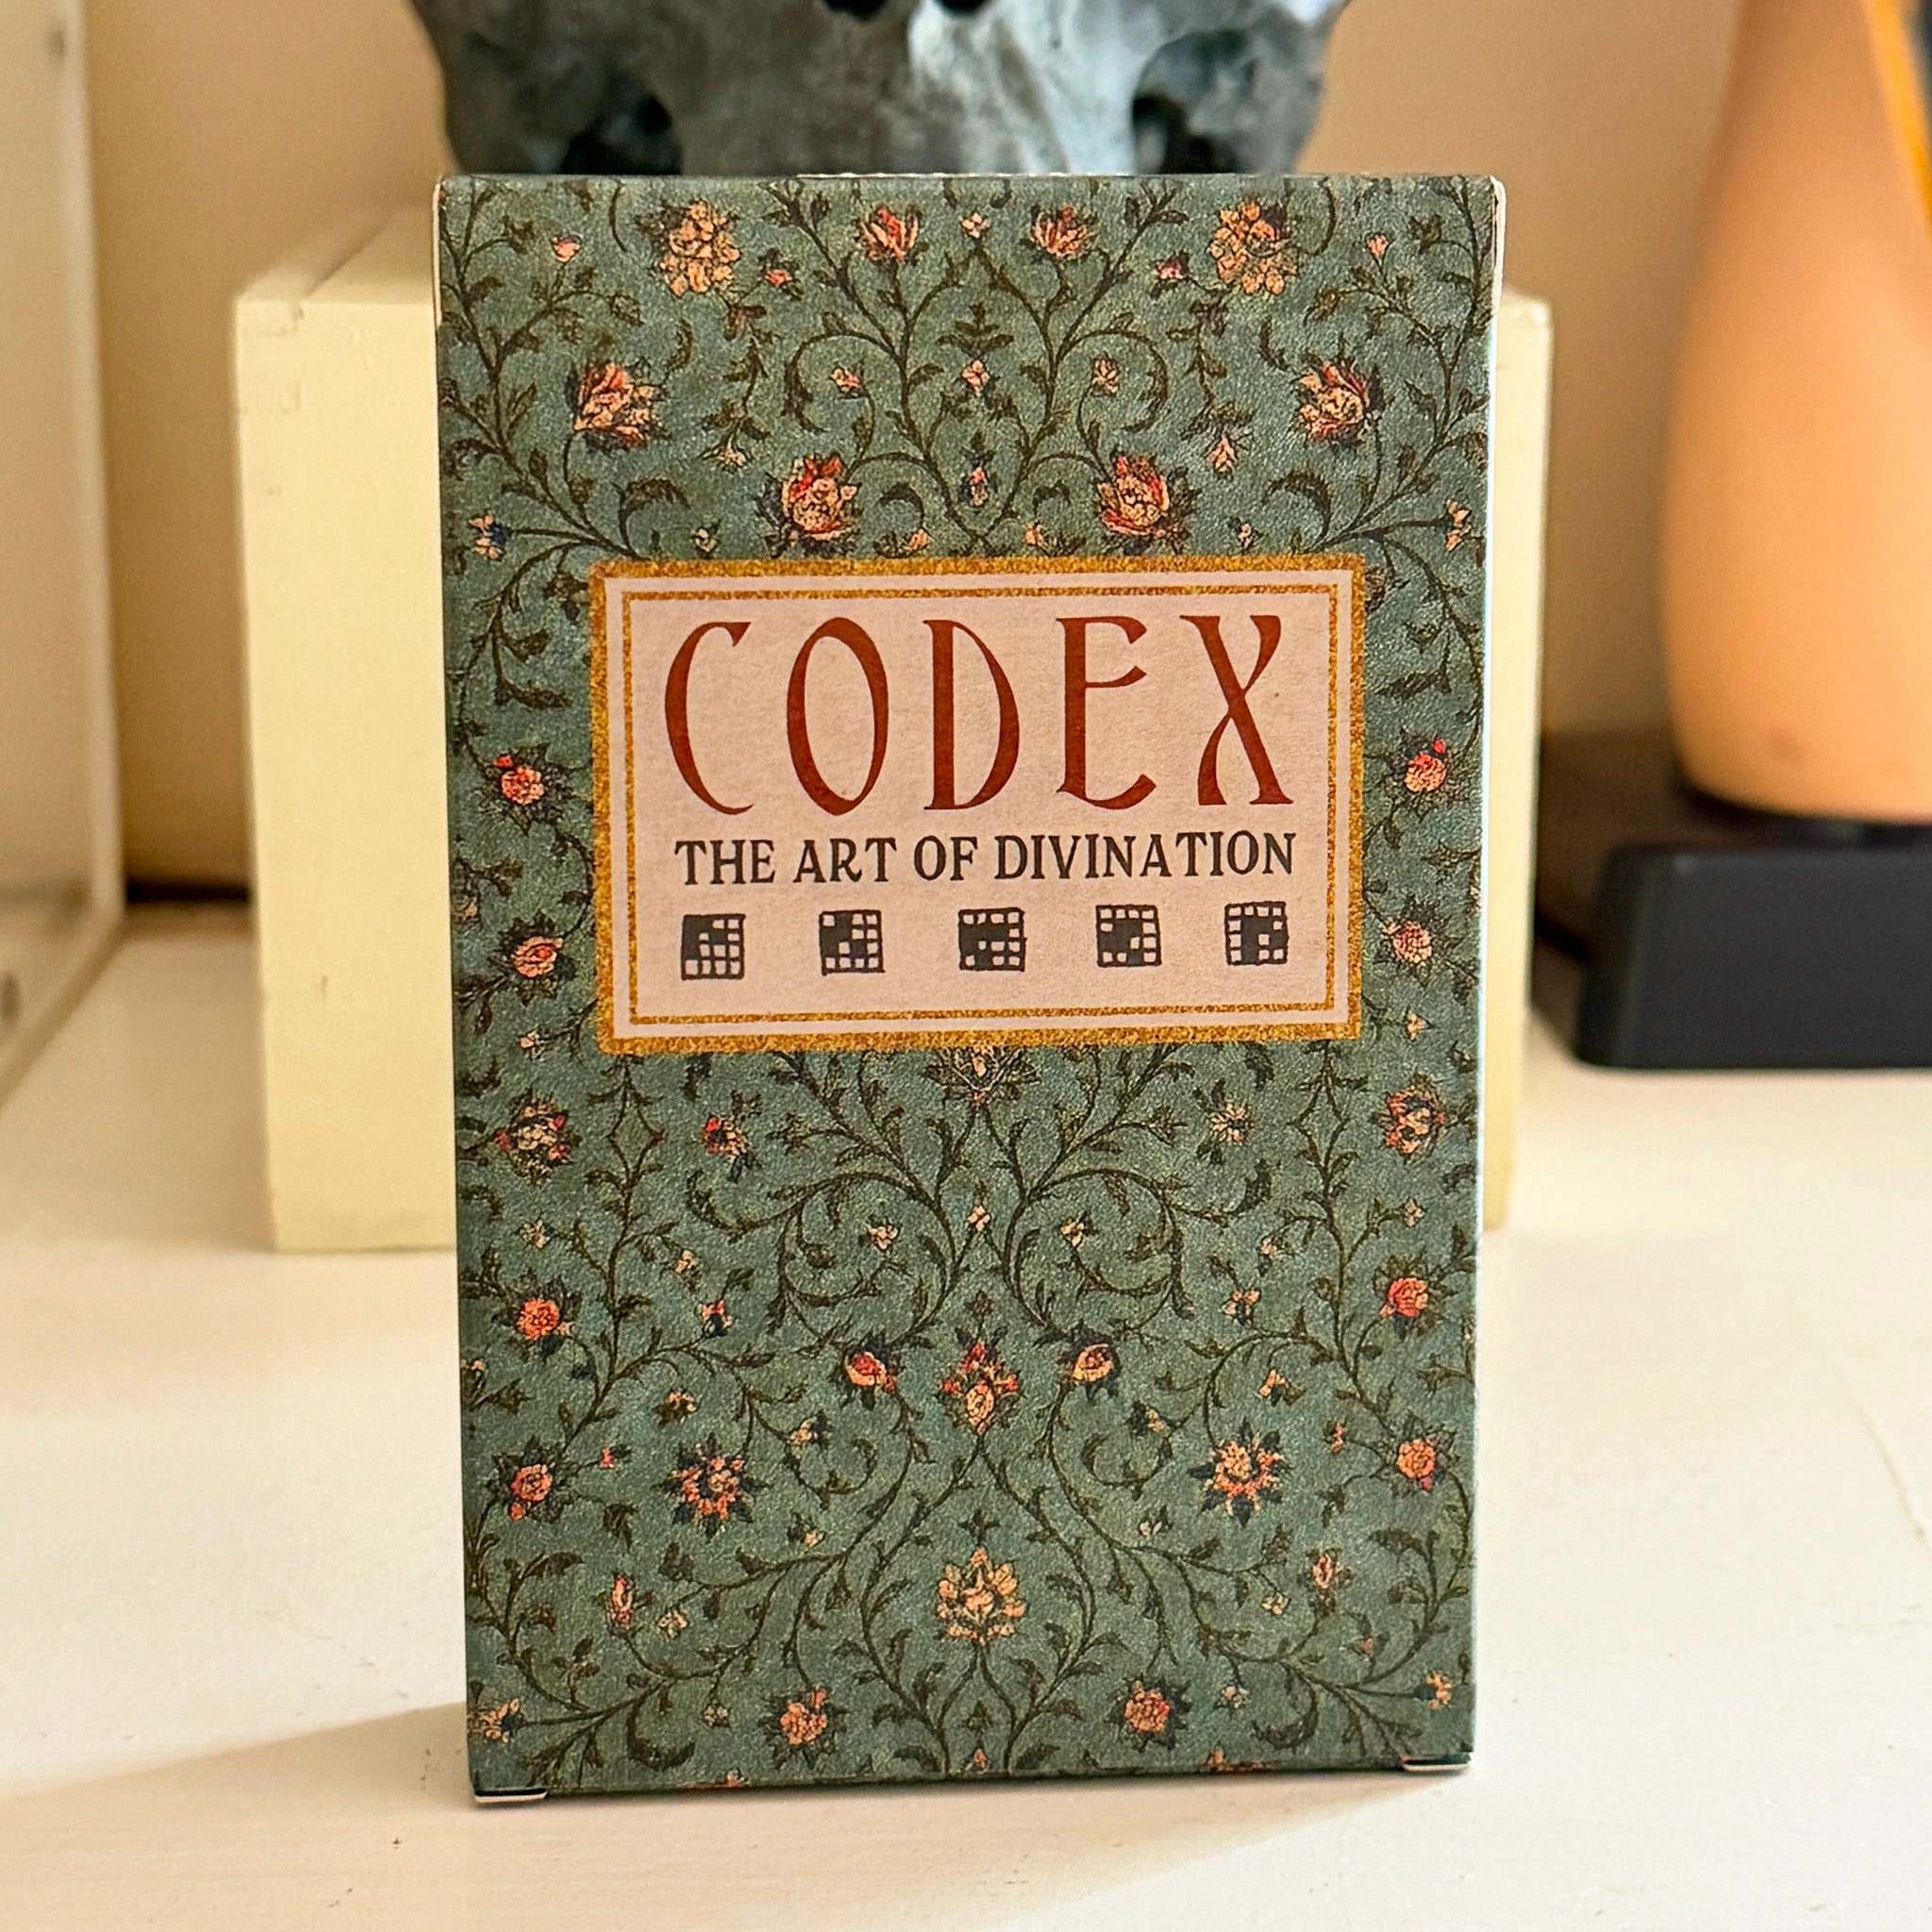 CODEX
THE ART OF DIVINATION